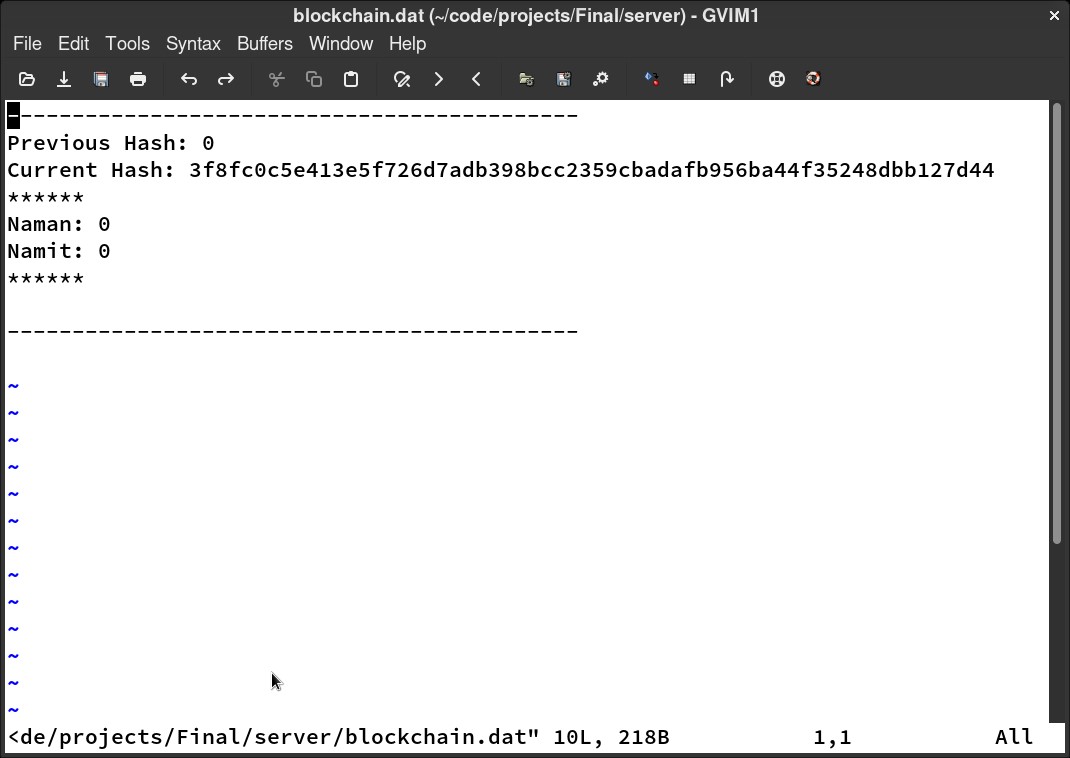 blockchain.dat (~/code/projects/Final/server) - GVIM1
File Edit Tools Syntax Buffers Window Help
--------------------------------------------
Previous Hash: 0
Current Hash: 3f8fc0c5e413e5f726d7adb398bcc2359cbadafb956ba44f35248dbb127d44
******
Naman: 0
Namit: 0
******
--------------------------------------------
~
~
~
~
~
~
~
~
~
~
~
~
~
<de/projects/Final/server/blockchain.dat" 10L, 218B 1,1 All